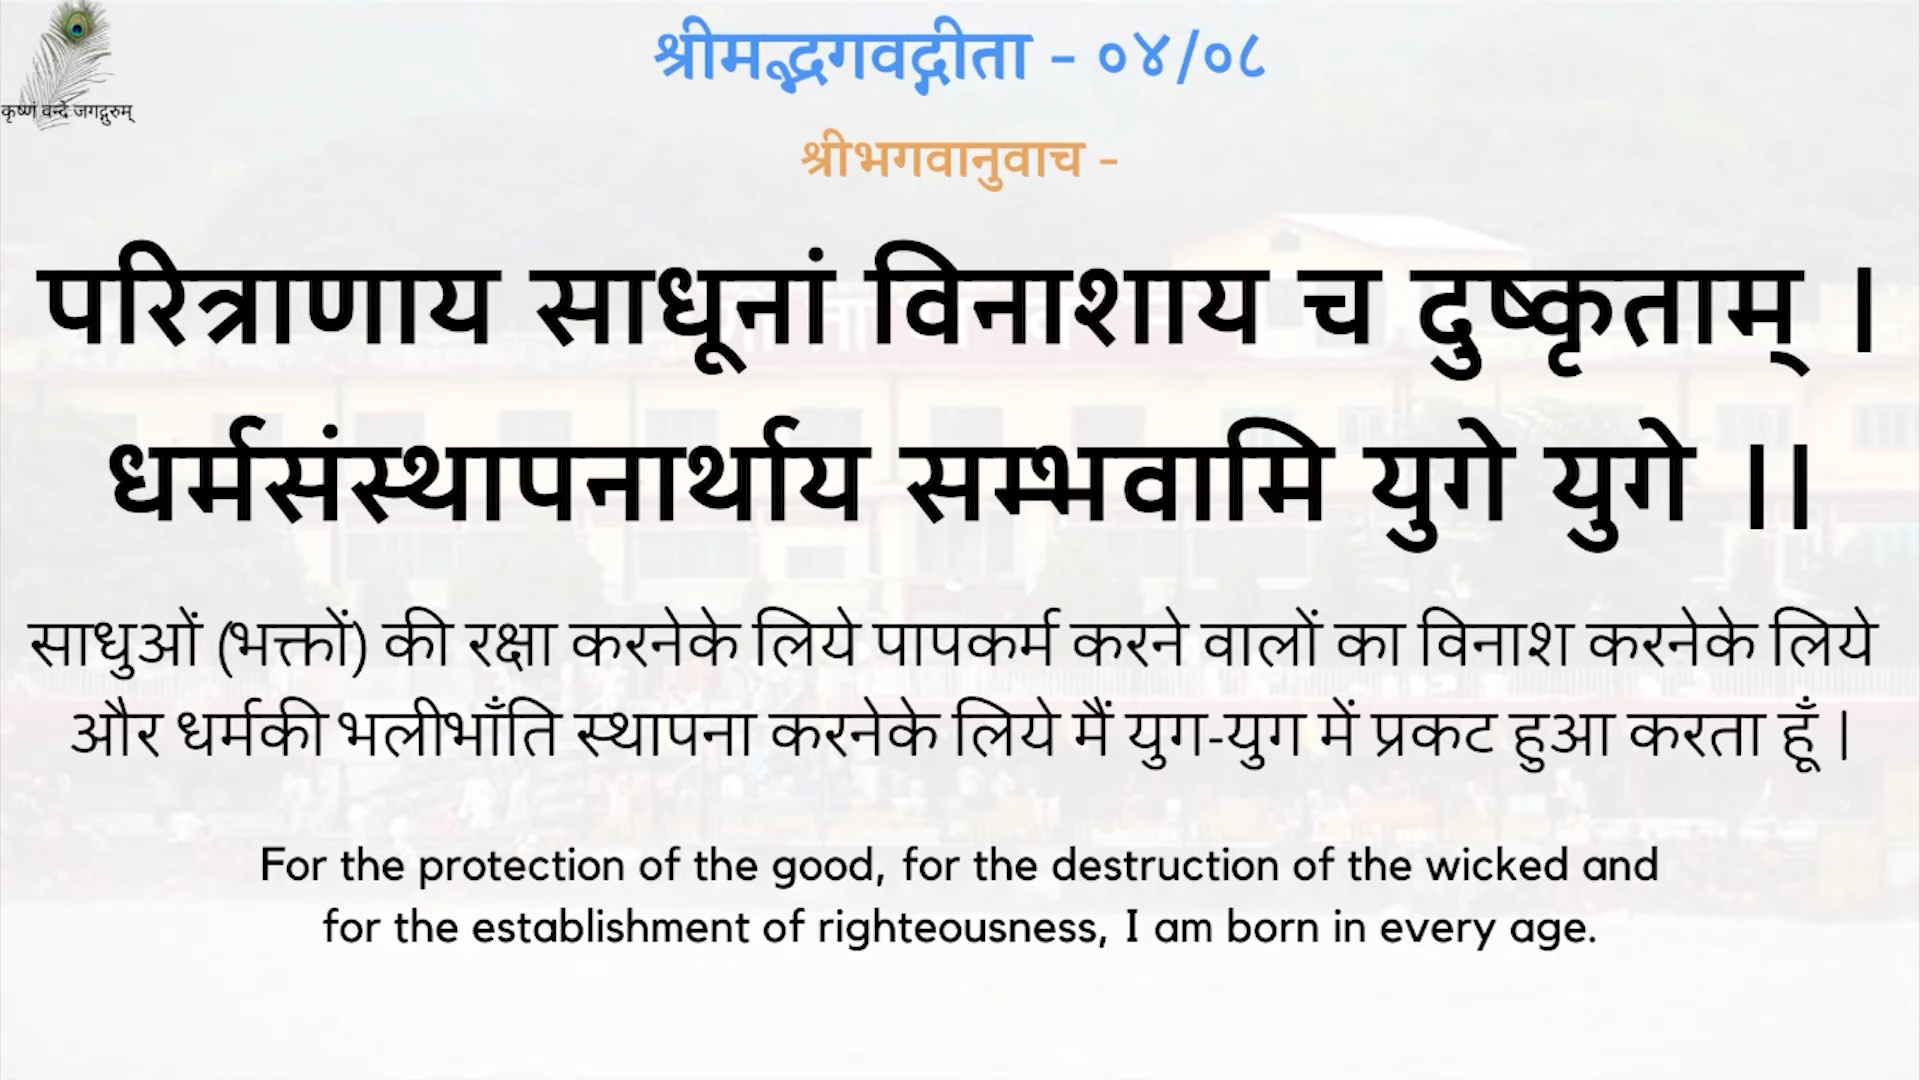 श्रीमद्भगवद्गीता - ०४/०८
कृष्णं वन्दे जगद्गुरुम्
श्रीभगवानुवाच -
परित्राणाय साधूनां विनाशाय च दुष्कृताम् |
धर्मसंस्थापनार्थाय सम्भवामि युगे युगे ||
साधुओं (भक्तों) की रक्षा करनेके लिये पापकर्म करने वालों का विनाश करनेके लिये
और धर्मकी भलीभाँति स्थापना करनेके लिये मैं युग-युग में प्रकट हुआ करता हूँ |
For the protection of the good, for the destruction of the wicked and
for the establishment of righteousness, I am born in every age.